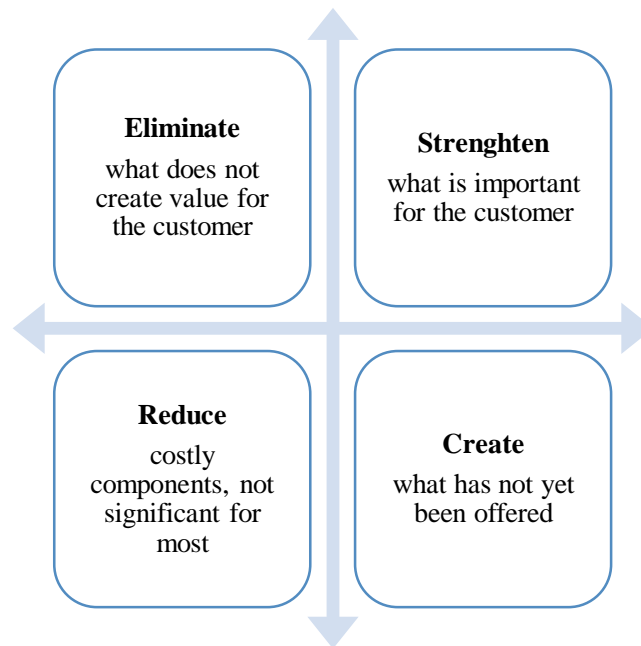 Eliminate
what does not
create value for
the customer
Strenghten
what is important
for the customer
Reduce
costly
components, not
significant for
most
Create
what has not yet
been offered